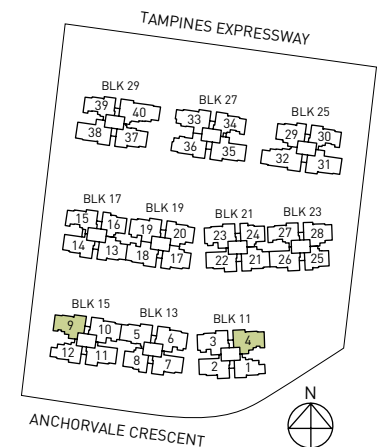 TAMPINES EXPRESSWAY
BLK 29
BLK 27
BLK 25
39 40
38 37
33 34
36 35
29 30
32 31
BLK 17
BLK 19
BLK 21
BLK 23
15 16
14 13
19 20
18 17
23 24
22 21
27 28
26 25
BLK 15
BLK 13
BLK 11
9 10
12 11
5 6
8 7
3 4
2 1
ANCHORVALE CRESCENT
N